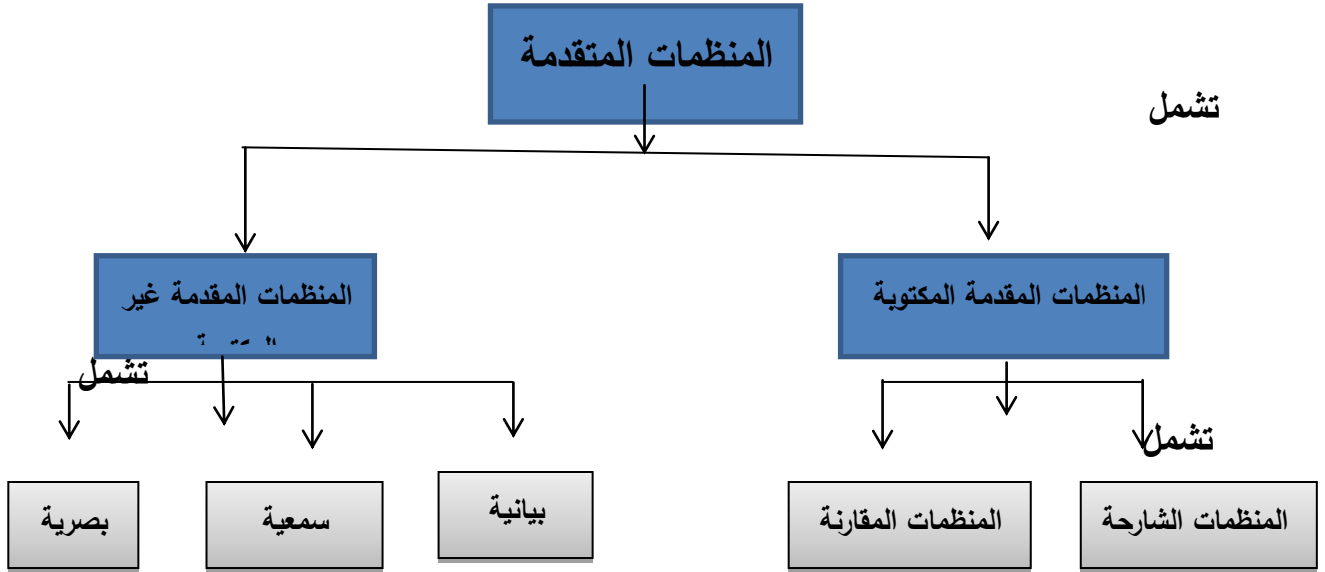 المنظمات المتقدمة
تشمل
المنظمات المقدمة المكتوبة
المنظمات المقدمة غير
تشمل
تشمل
المنظمات الشارحة
المنظمات المقارنة
بيانية
سمعية
بصرية